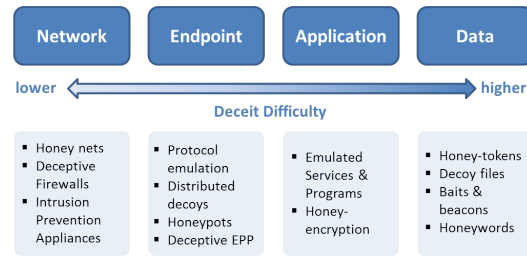 Network
Endpoint
Application
Data
lower
higher
Deceit Difficulty
▪ Honey nets
▪ Deceptive
Firewalls
▪ Intrusion
Prevention
Appliances
▪ Protocol
emulation
▪ Distributed
decoys
▪ Honeypots
▪ Deceptive EPP
▪ Emulated
Services &
Programs
▪ Honey-
encryption
▪ Honey-tokens
▪ Decoy files
▪ Baits &
beacons
▪ Honeywords